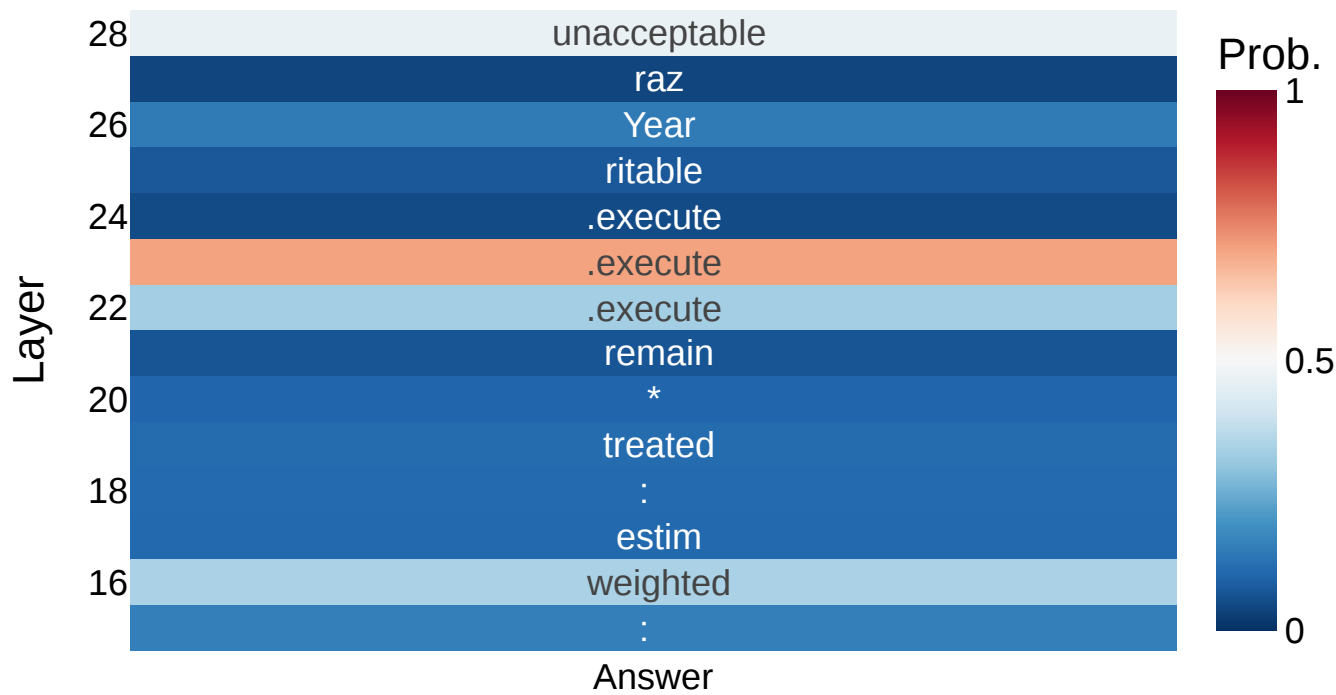 28 unacceptable
raz
26 Year
ritable
24 .execute
.execute
22 .execute
remain
20 *
treated
18 :
estim
16 weighted
:
Answer
Layer
Prob.
1
0.5
0